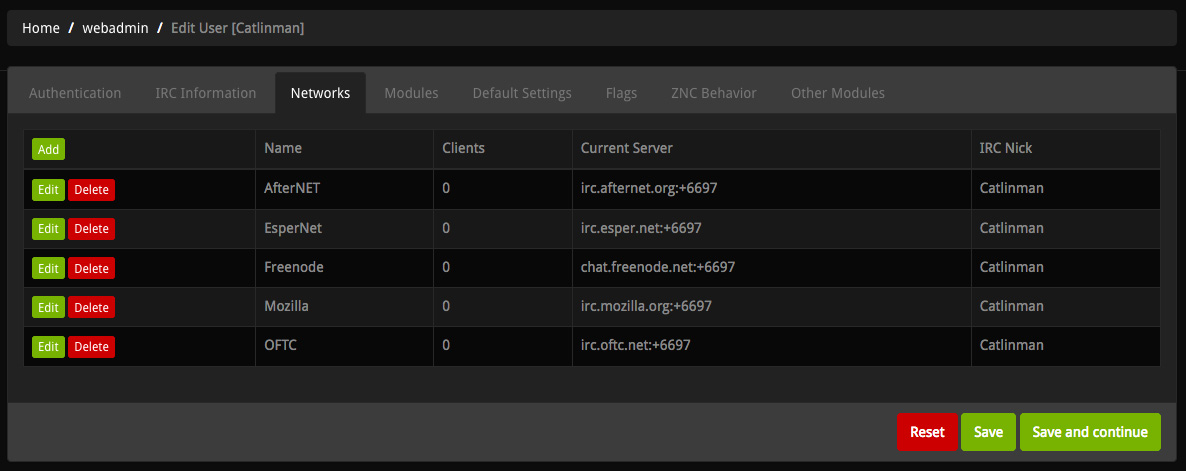 Home / webadmin / Edit User [Catlinman]
Authentication IRC Information Networks Modules Default Settings Flags ZNC Behavior Other Modules
Add Name Clients Current Server IRC Nick
Edit Delete AfterNET 0 irc.afternet.org:+6697 Catlinman
Edit Delete EsperNet 0 irc.esper.net:+6697 Catlinman
Edit Delete Freenode 0 chat.freenode.net:+6697 Catlinman
Edit Delete Mozilla 0 irc.mozilla.org:+6697 Catlinman
Edit Delete OFTC 0 irc.oftc.net:+6697 Catlinman
Reset Save Save and continue